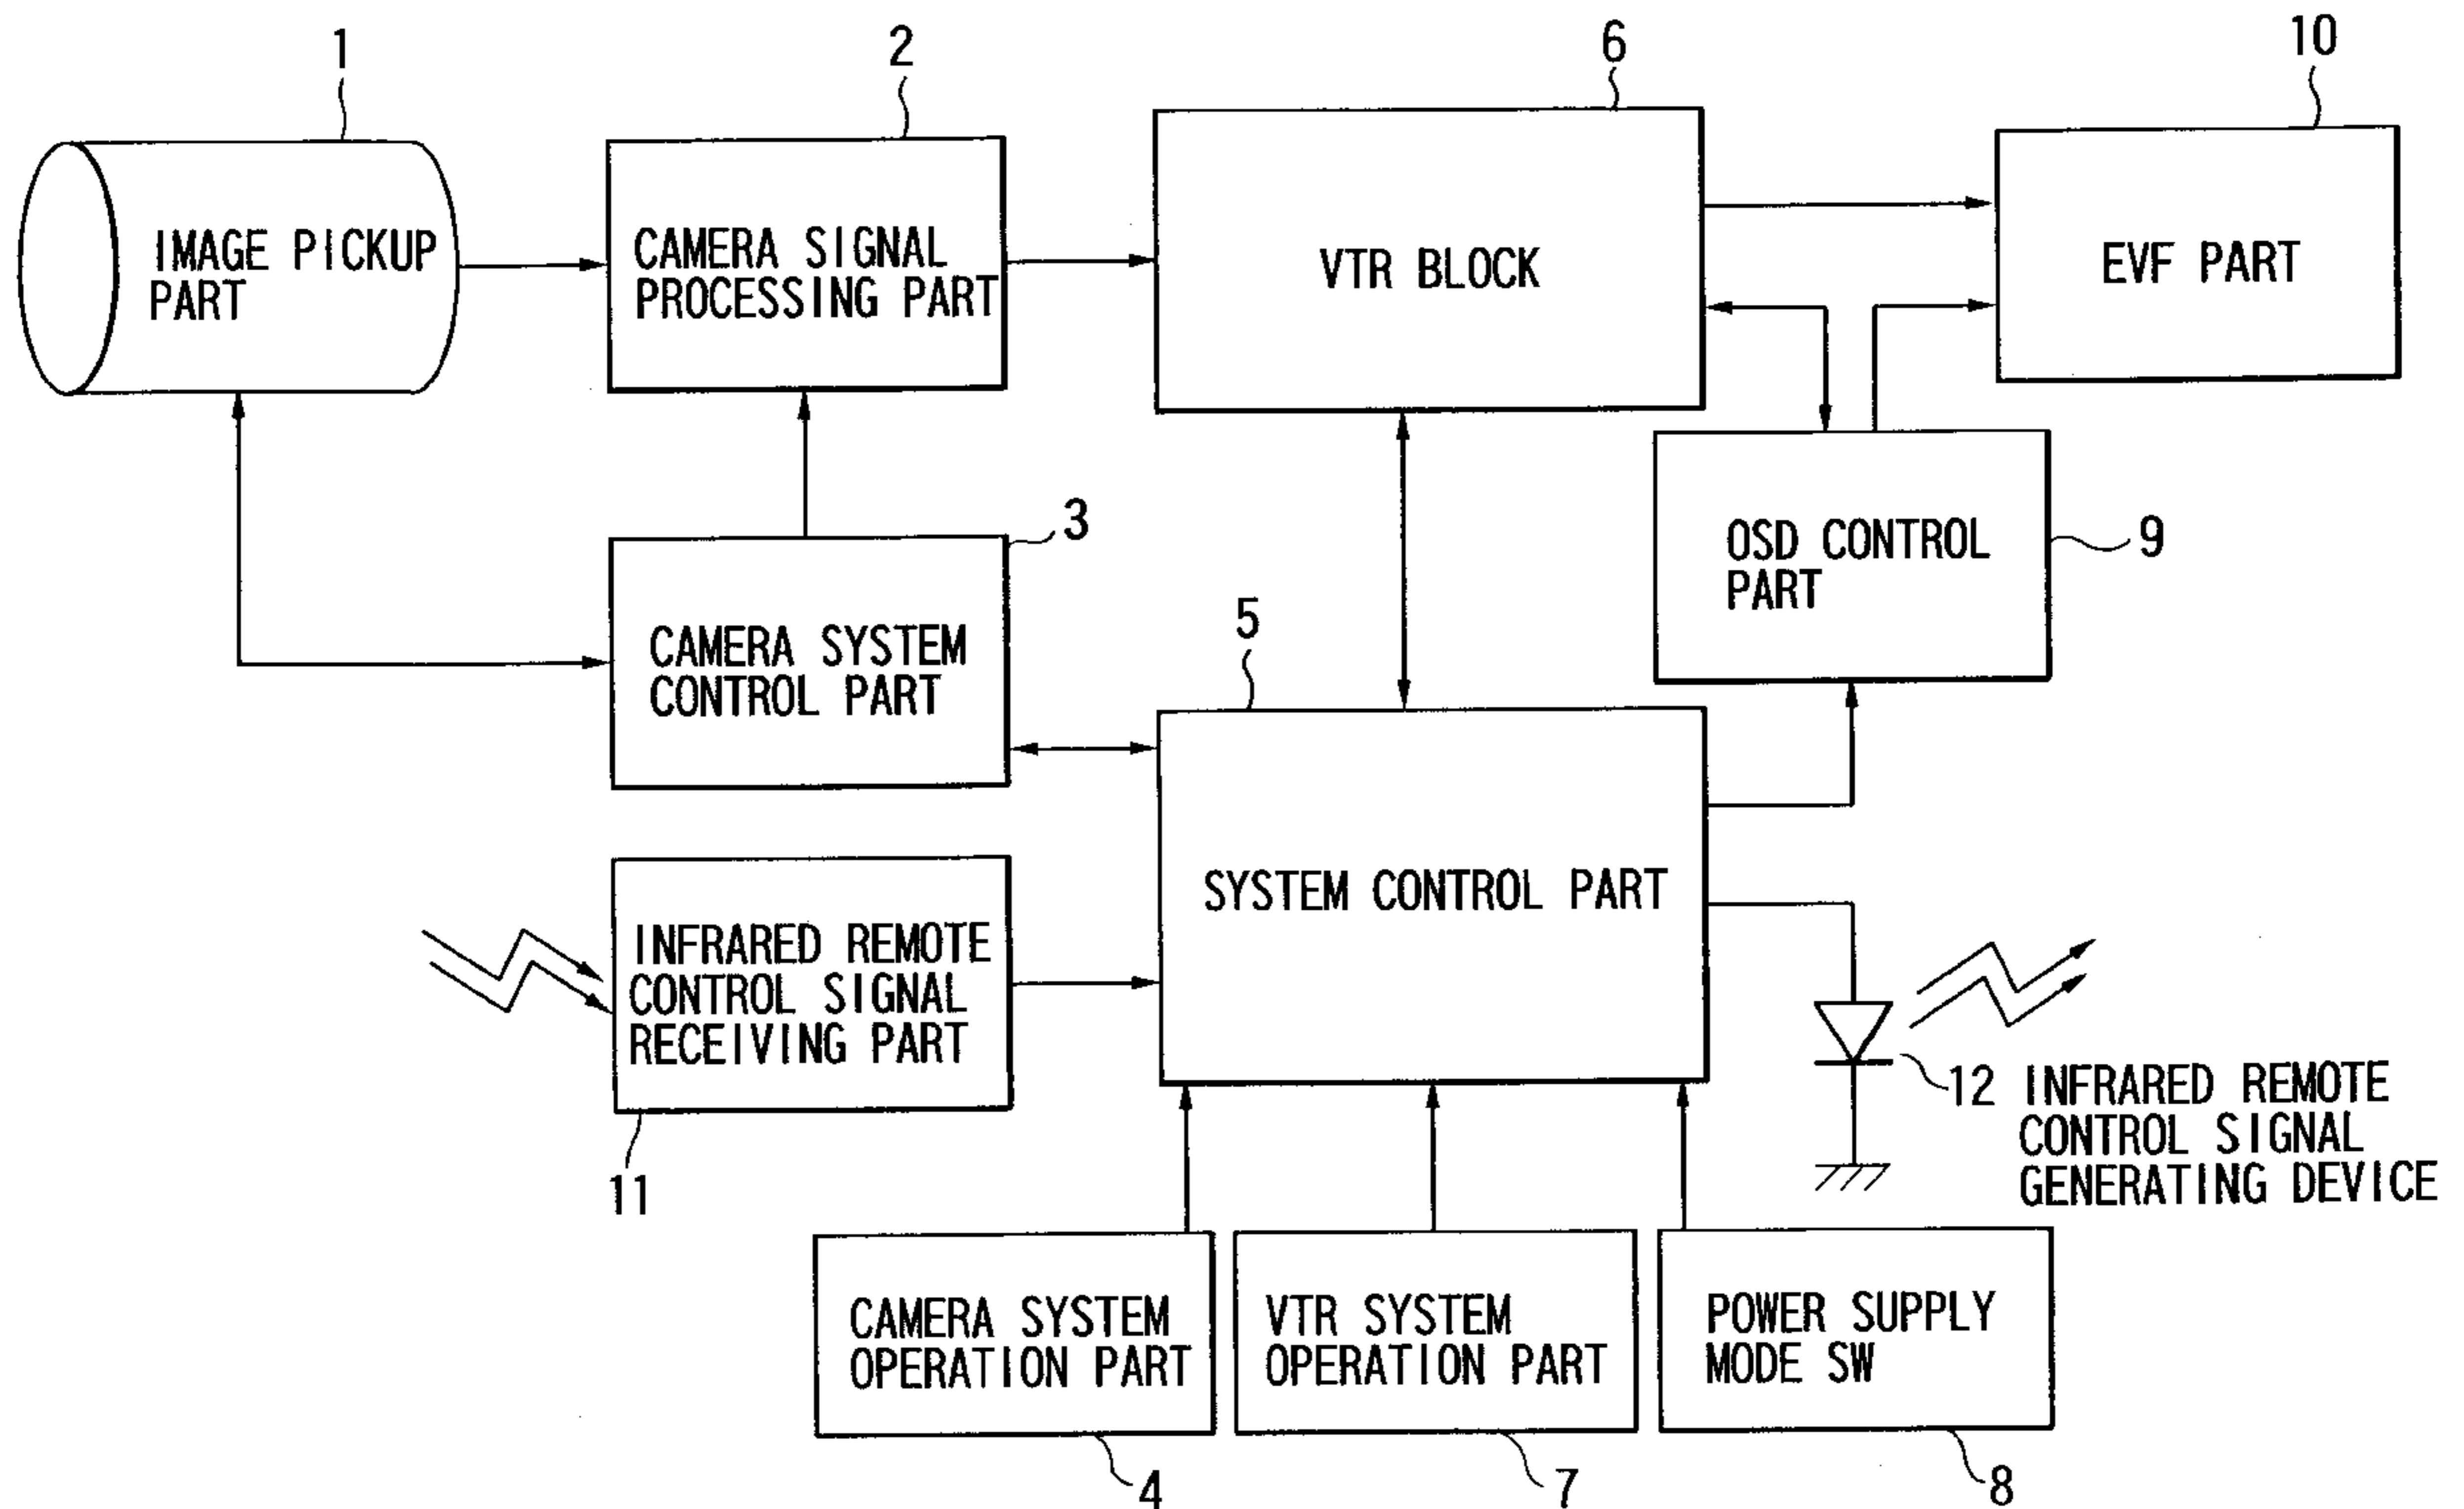 1
2
6
10
IMAGE PICKUP
PART
CAMERA SIGNAL
PROCESSING PART
VTR BLOCK
EVF PART
3
CAMERA SYSTEM
CONTROL PART
OSD CONTROL
PART
9
5
SYSTEM CONTROL PART
INFRARED REMOTE
CONTROL SIGNAL
RECEIVING PART
11
12 INFRARED REMOTE
CONTROL SIGNAL
GENERATING DEVICE
CAMERA SYSTEM
OPERATION PART
VTR SYSTEM
OPERATION PART
POWER SUPPLY
MODE SW
4
7
8